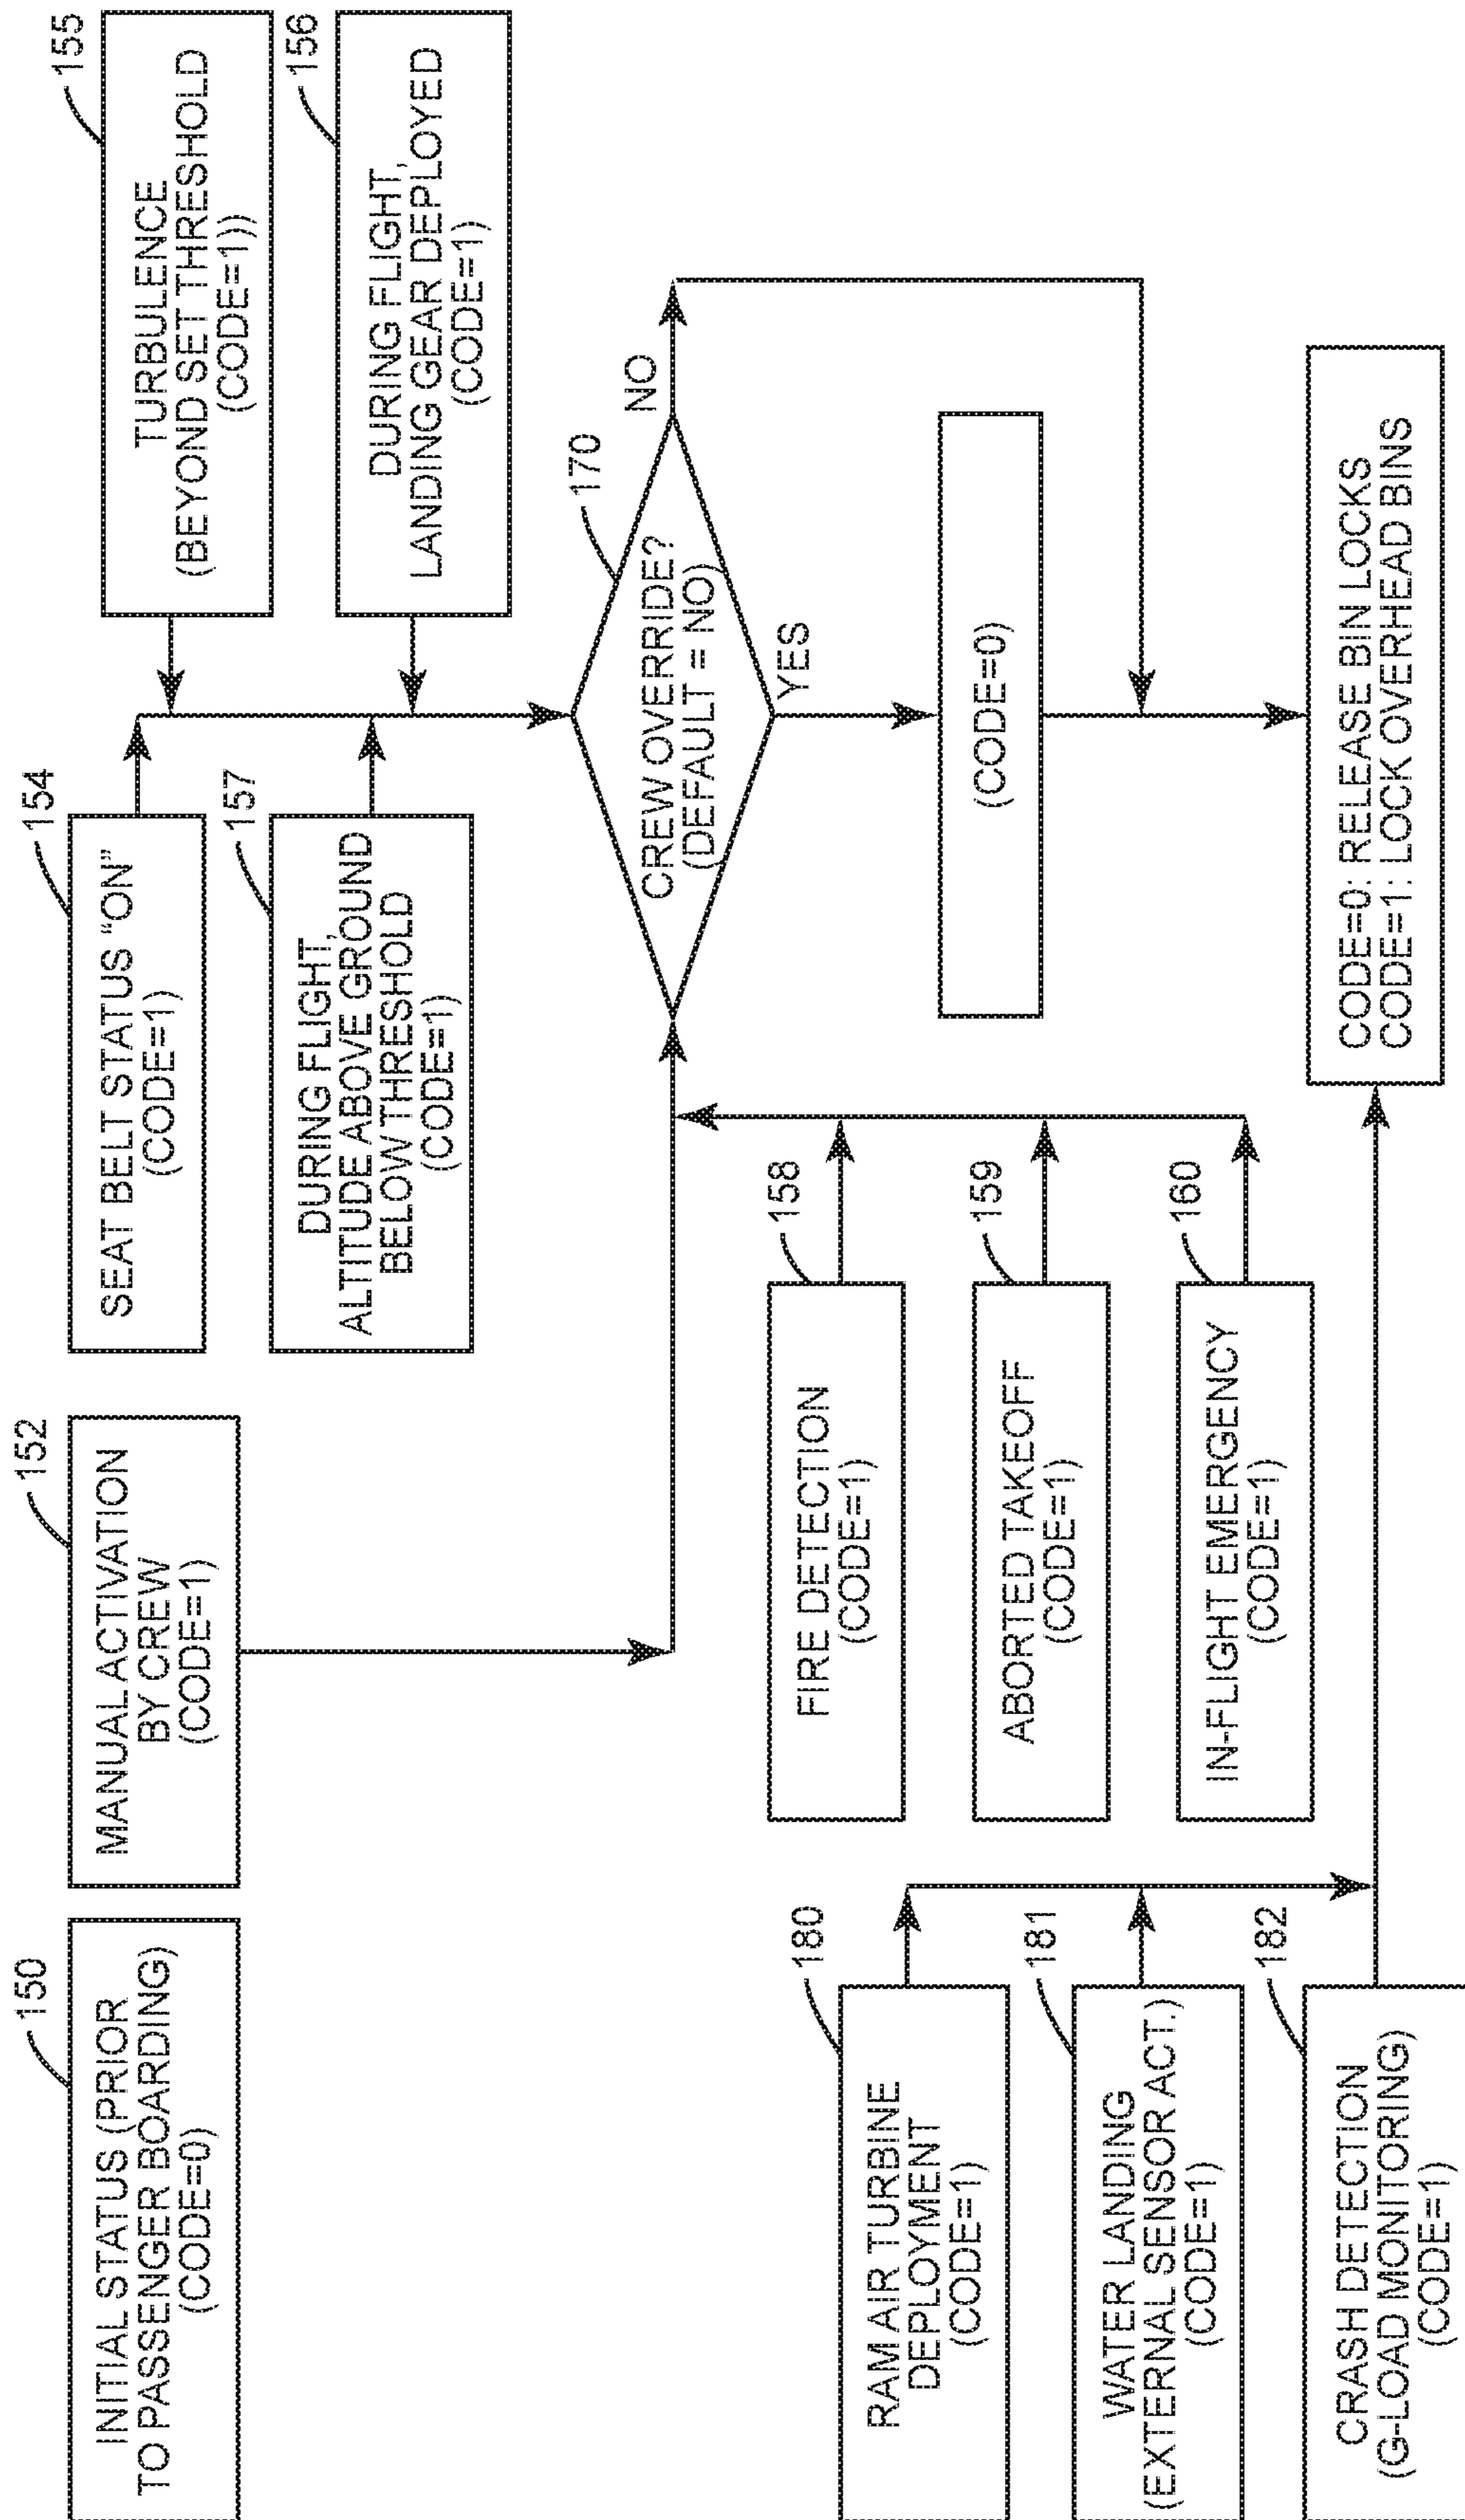 150
INITIAL STATUS (PRIOR
TO PASSENGER BOARDING)
(CODE=0)
152
MANUAL ACTIVATION
BY CREW
(CODE=1)
154
SEAT BELT STATUS “ON”
(CODE=1)
155
TURBULENCE
(BEYOND SET THRESHOLD
(CODE=1))
157
DURING FLIGHT,
ALTITUDE ABOVE GROUND
BELOW THRESHOLD
(CODE=1)
156
DURING FLIGHT,
LANDING GEAR DEPLOYED
(CODE=1)
170
CREW OVERRIDE?
(DEFAULT = NO)
NO
YES
(CODE=0)
158
FIRE DETECTION
(CODE=1)
159
ABORTED TAKEOFF
(CODE=1)
160
IN-FLIGHT EMERGENCY
(CODE=1)
180
RAM AIR TURBINE
DEPLOYMENT
(CODE=1)
181
WATER LANDING
(EXTERNAL SENSOR ACT.)
(CODE=1)
182
CRASH DETECTION
(G-LOAD MONITORING)
(CODE=1)
CODE=0: RELEASE BIN LOCKS
CODE=1: LOCK OVERHEAD BINS